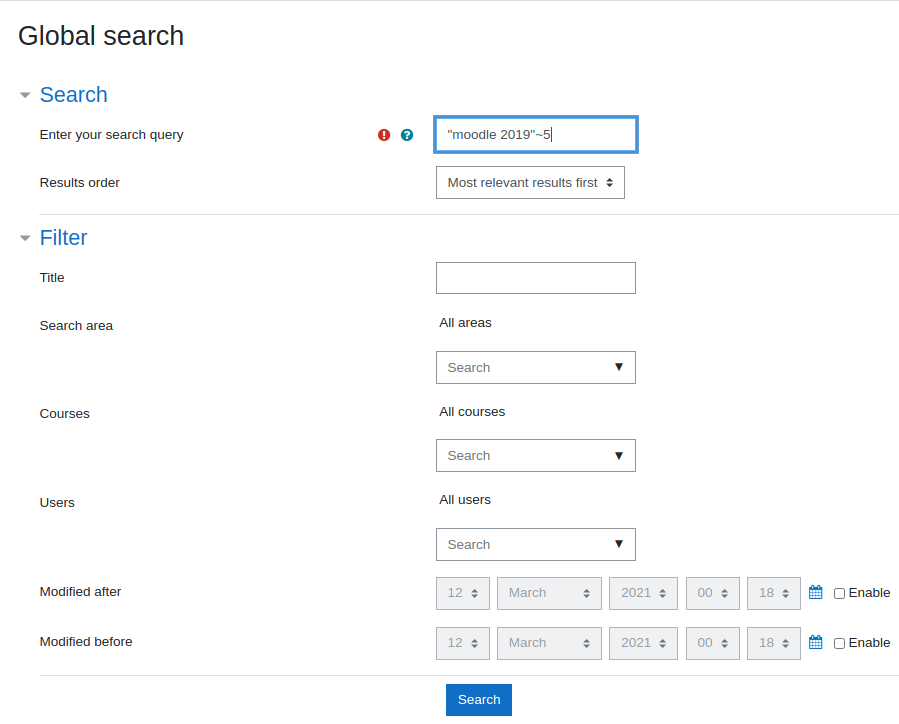 Global search
Search
Enter your search query ! ? "moodle 2019"~5
Results order Most relevant results first
Filter
Title
Search area All areas
Search
Courses All courses
Search
Users All users
Search
Modified after 12 March 2021 00 18 Enable
Modified before 12 March 2021 00 18 Enable
Search